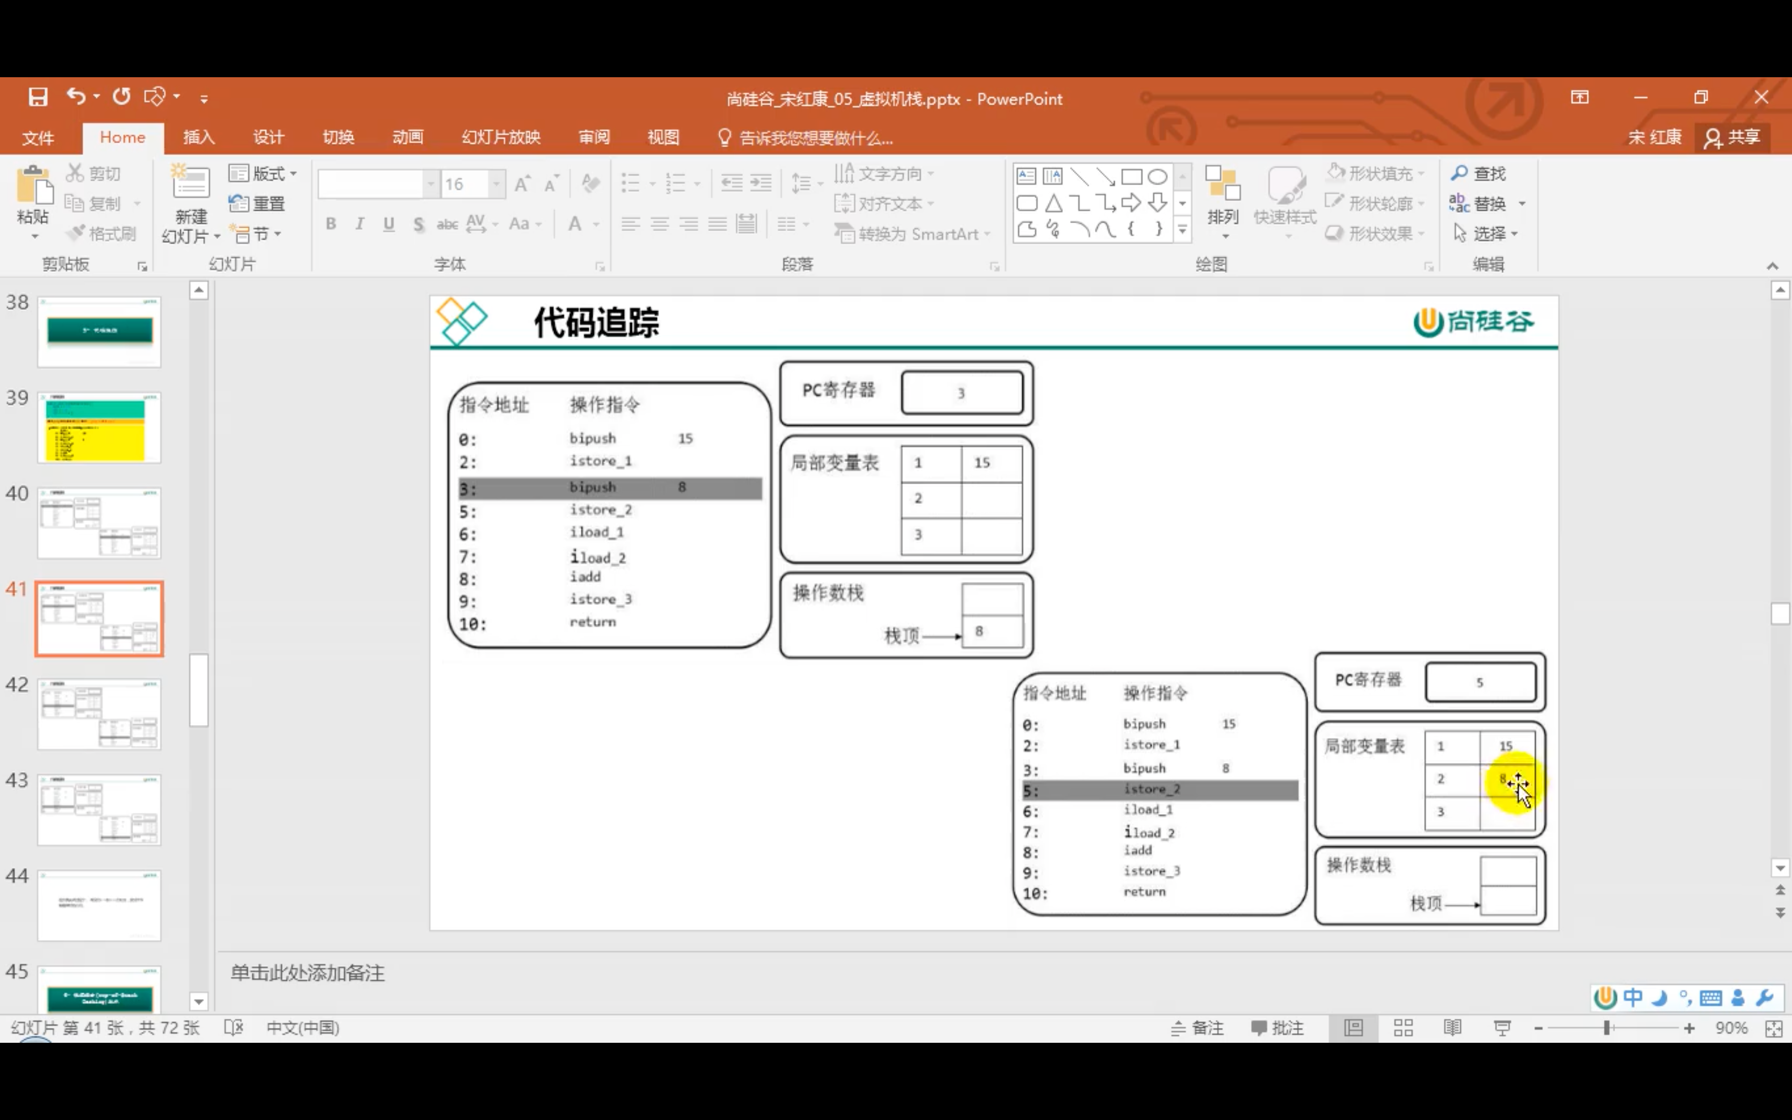 尚硅谷_宋红康_05_虚拟机栈.pptx - PowerPoint
文件 Home 插入 设计 切换 动画 幻灯片放映 审阅 视图 告诉我您想要做什么... 宋 红康 共享
粘贴 剪切 复制 格式刷
剪贴板
新建 幻灯片 版式 重置 节
幻灯片
16
B I U S abc AV Aa A
字体
文字方向
对齐文本
转换为 SmartArt
段落
排列 快速样式 形状填充 形状轮廓 形状效果
绘图
查找
替换
选择
编辑
38
39
40
41
42
43
44
45
代码追踪
尚硅谷
指令地址 操作指令
0: bipush 15
2: istore_1
3: bipush 8
5: istore_2
6: iload_1
7: iload_2
8: iadd
9: istore_3
10: return
PC寄存器 3
局部变量表
1 15
2
3
操作数栈
栈顶 8
指令地址 操作指令
0: bipush 15
2: istore_1
3: bipush 8
5: istore_2
6: iload_1
7: iload_2
8: iadd
9: istore_3
10: return
PC寄存器 5
局部变量表
1 15
2 8
3
操作数栈
栈顶
单击此处添加备注
中
幻灯片 第 41 张，共 72 张 中文(中国) 备注 批注 90%